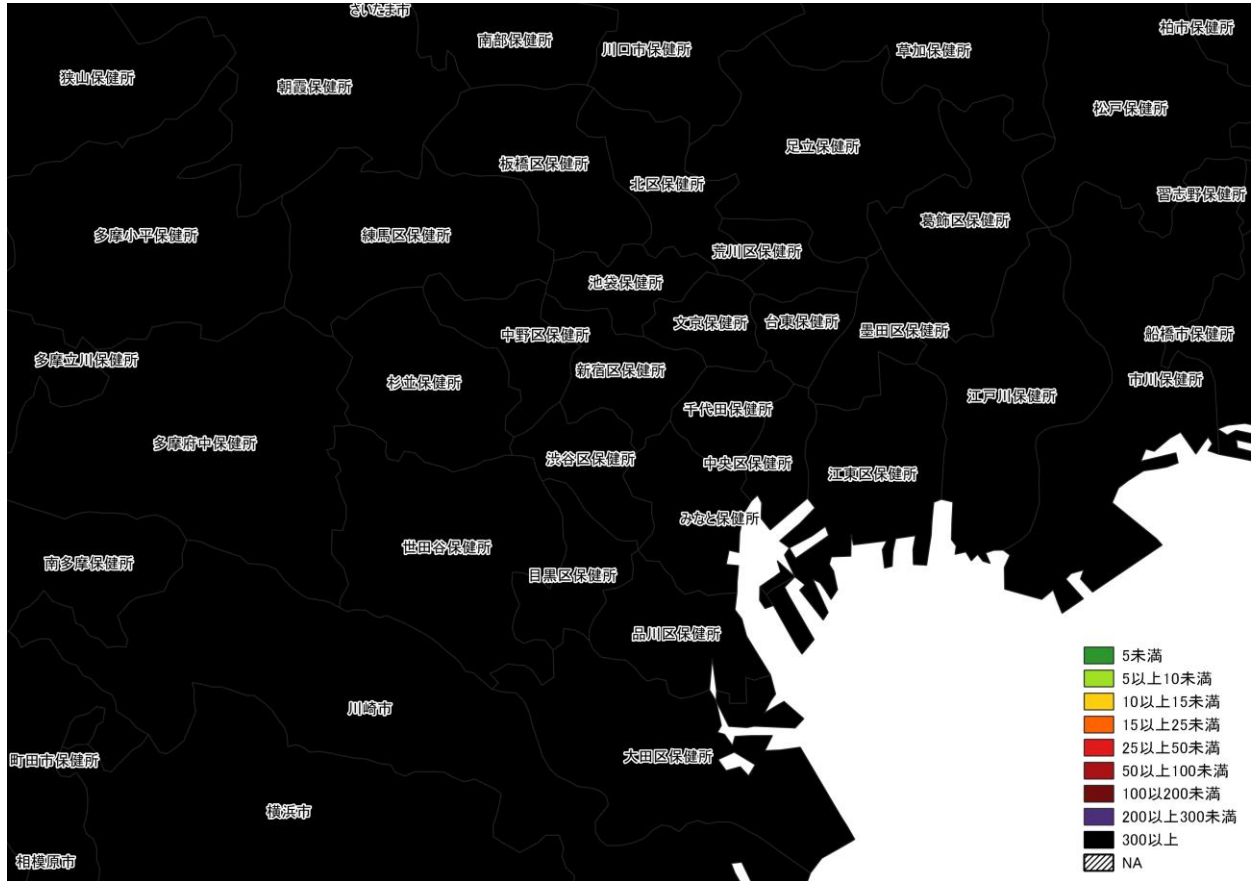 さいたま市
南部保健所
川口市保健所
草加保健所
柏市保健所
狭山保健所
朝霞保健所
松戸保健所
足立保健所
板橋区保健所
北区保健所
習志野保健所
多摩小平保健所
練馬区保健所
葛飾区保健所
荒川区保健所
池袋保健所
文京保健所
台東保健所
墨田区保健所
中野区保健所
船橋市保健所
多摩立川保健所
新宿区保健所
杉並保健所
市川保健所
江戸川保健所
千代田保健所
多摩府中保健所
渋谷区保健所
中央区保健所
江東区保健所
みなと保健所
世田谷保健所
南多摩保健所
目黒区保健所
品川区保健所
川崎市
町田市保健所
大田区保健所
横浜市
相模原市
5未満
5以上10未満
10以上15未満
15以上25未満
25以上50未満
50以上100未満
100以200未満
200以上300未満
300以上
NA